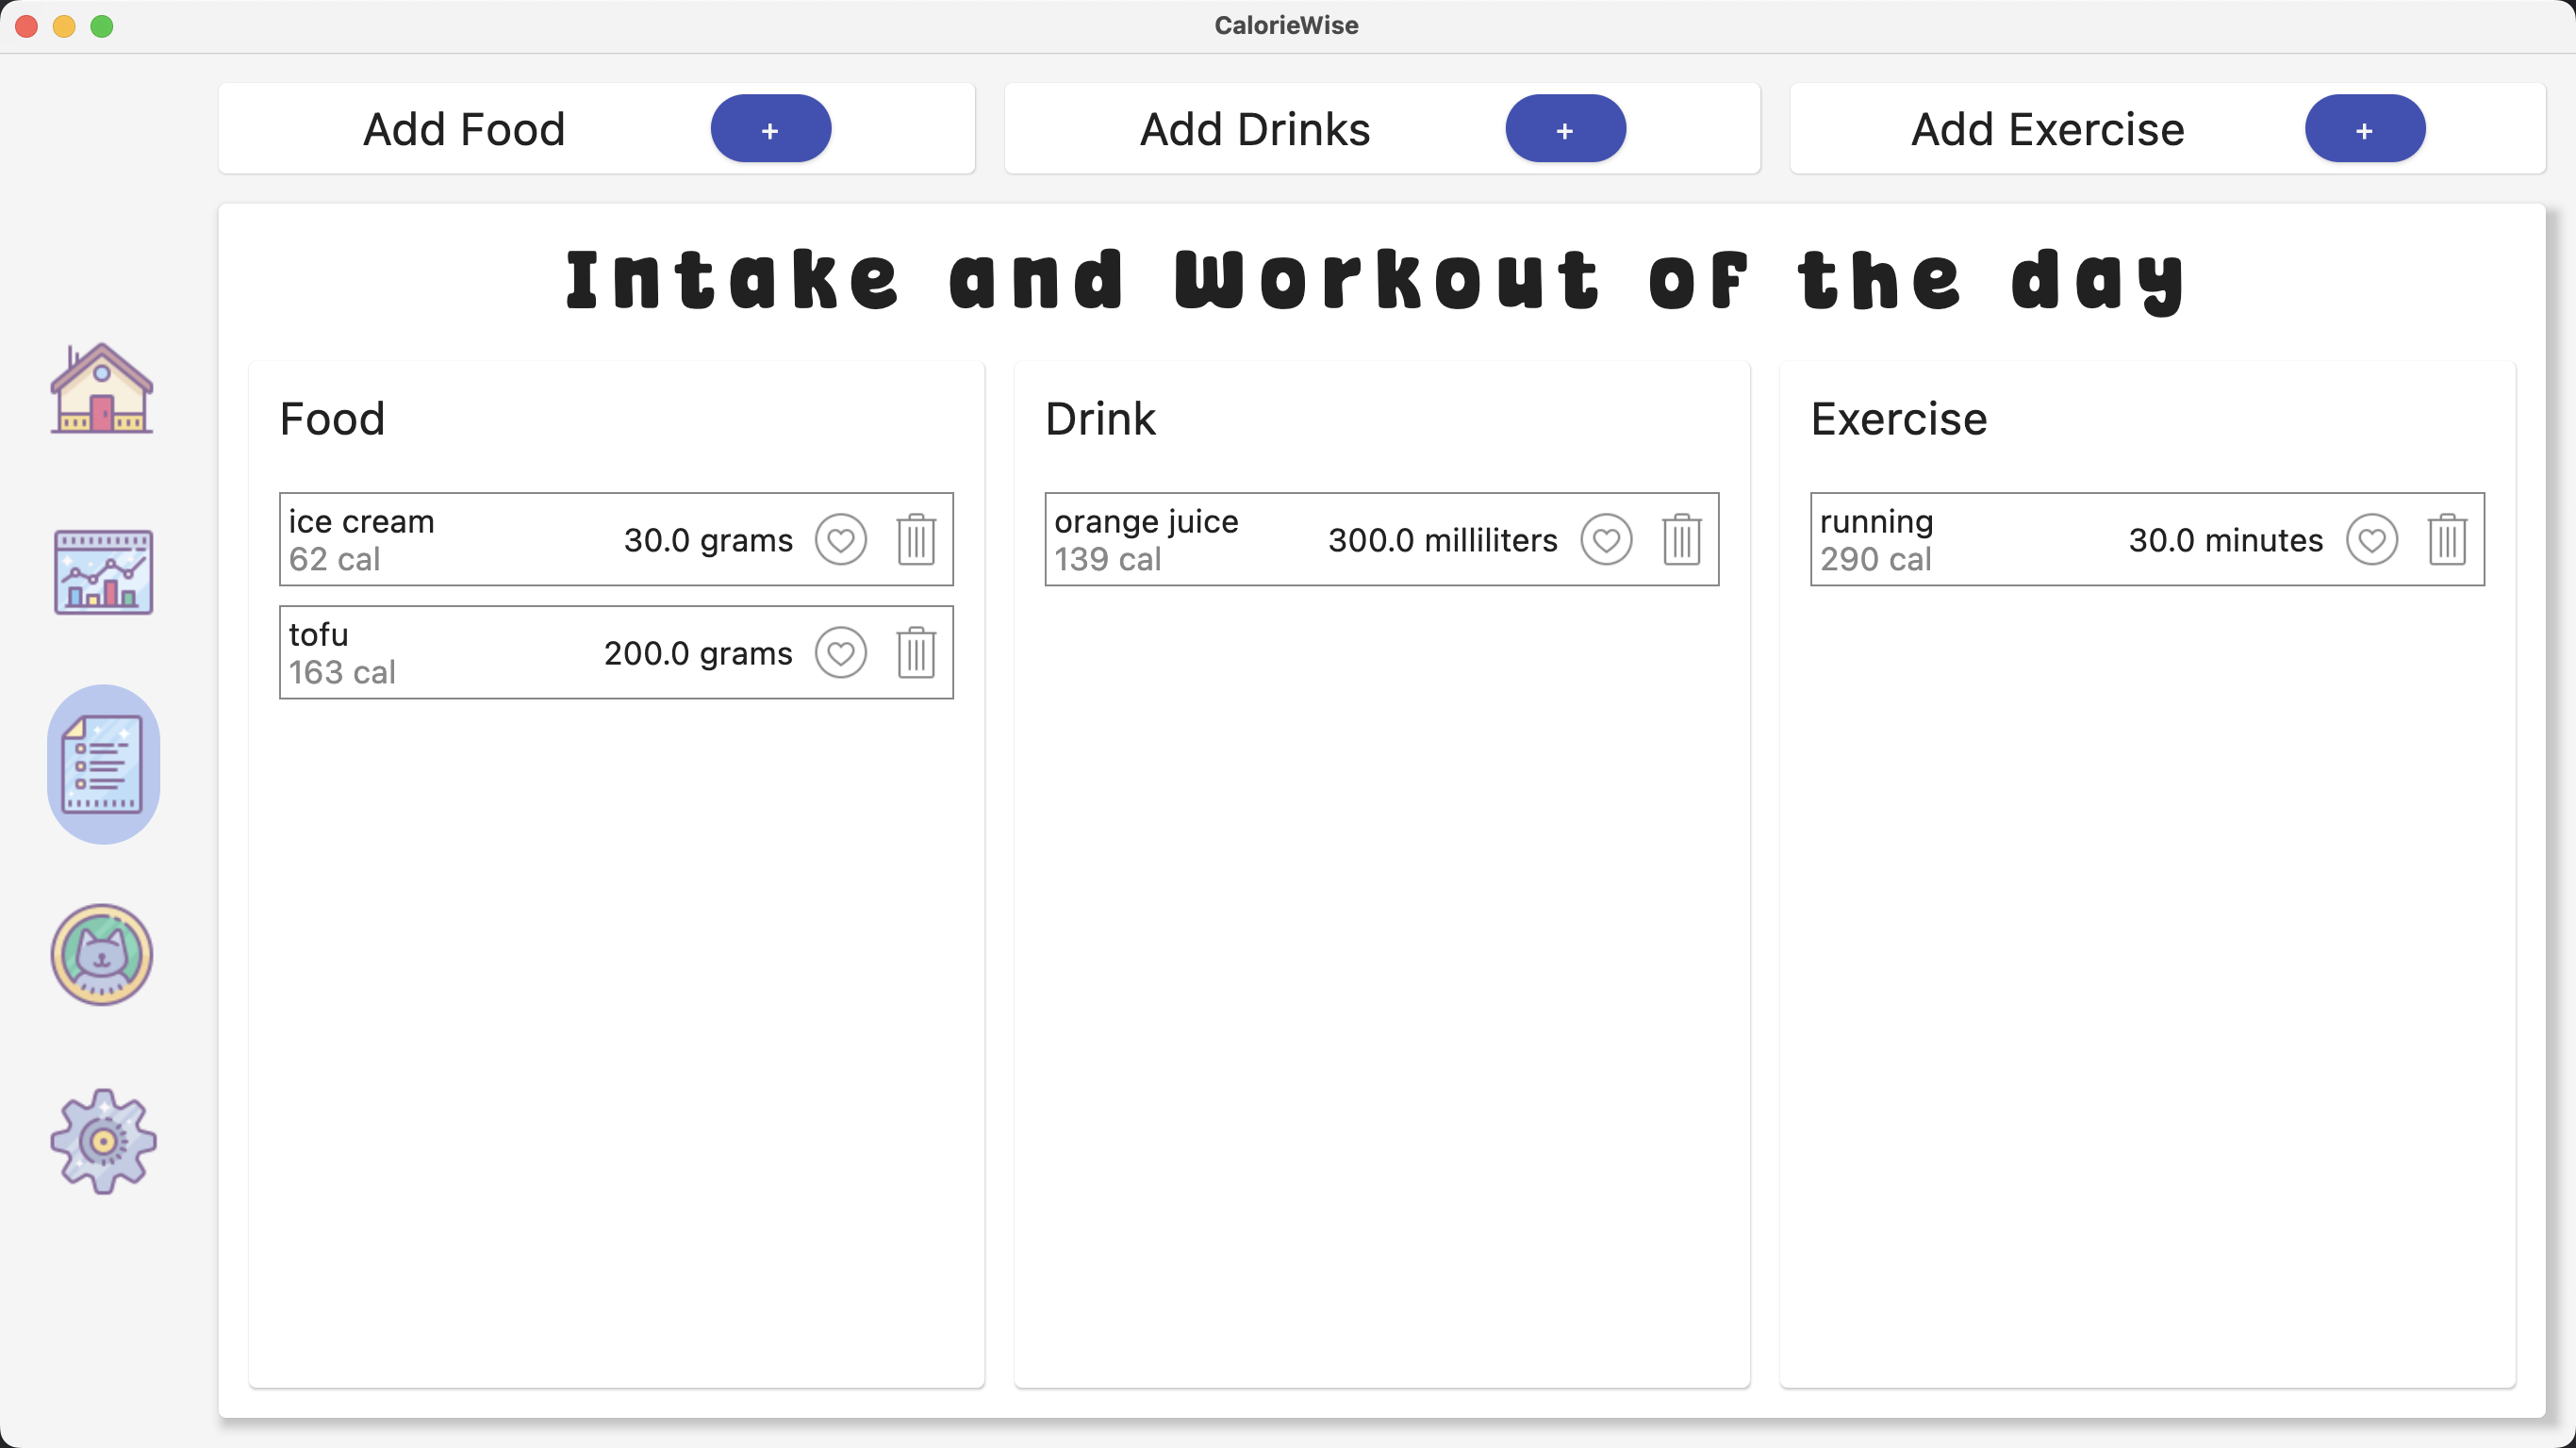 CalorieWise
Add Food +
Add Drinks +
Add Exercise +
Intake and Workout of the day
Food
ice cream
62 cal
30.0 grams
tofu
163 cal
200.0 grams
Drink
orange juice
139 cal
300.0 milliliters
Exercise
running
290 cal
30.0 minutes